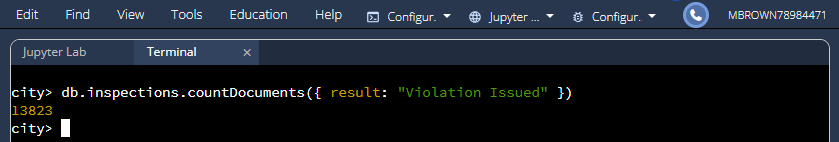 Edit Find View Tools Education Help Configur. Jupyter ... Configur. MBROWN78984471
Jupyter Lab Terminal ×
city> db.inspections.countDocuments({ result: "Violation Issued" })
13823
city>